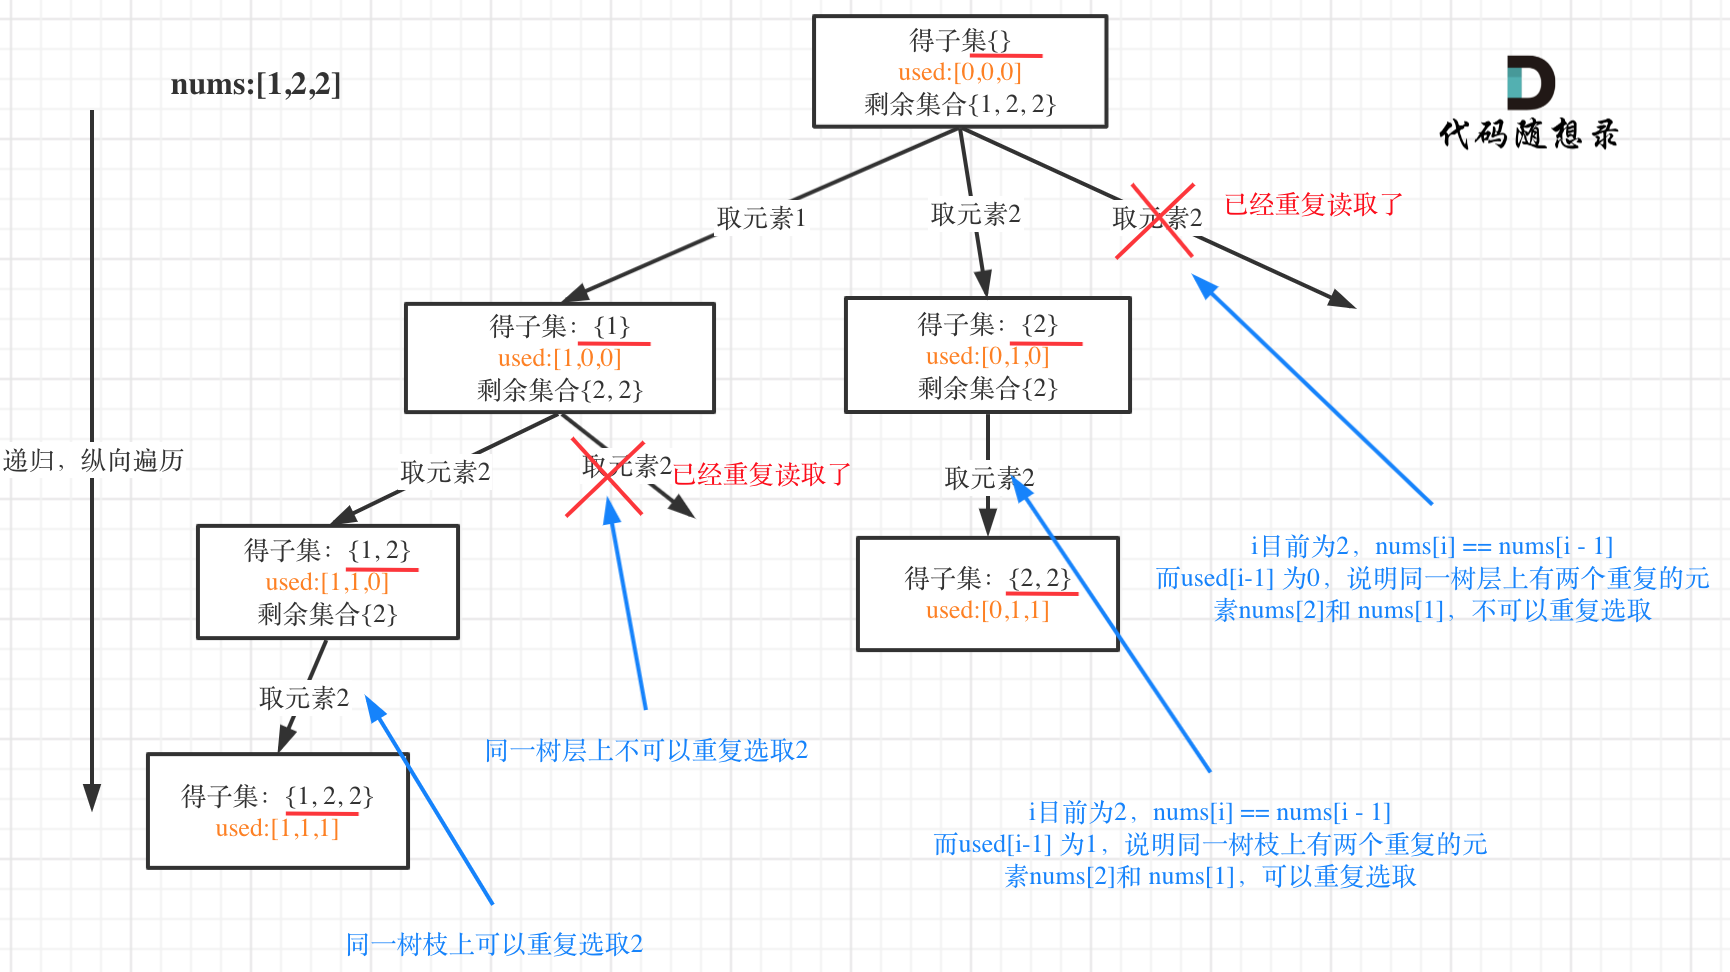 得子集{}
used:[0,0,0]
剩余集合{1, 2, 2}
nums:[1,2,2]
代码随想录
取元素1
取元素2
取元素2
已经重复读取了
得子集：{1}
used:[1,0,0]
剩余集合{2, 2}
得子集：{2}
used:[0,1,0]
剩余集合{2}
递归，纵向遍历
取元素2
取元素2
已经重复读取了
取元素2
得子集：{1, 2}
used:[1,1,0]
剩余集合{2}
得子集：{2, 2}
used:[0,1,1]
i目前为2，nums[i] == nums[i - 1]
而used[i-1] 为0，说明同一树层上有两个重复的元
素nums[2]和 nums[1]，不可以重复选取
取元素2
同一树层上不可以重复选取2
得子集：{1, 2, 2}
used:[1,1,1]
i目前为2，nums[i] == nums[i - 1]
而used[i-1] 为1，说明同一树枝上有两个重复的元
素nums[2]和 nums[1]，可以重复选取
同一树枝上可以重复选取2